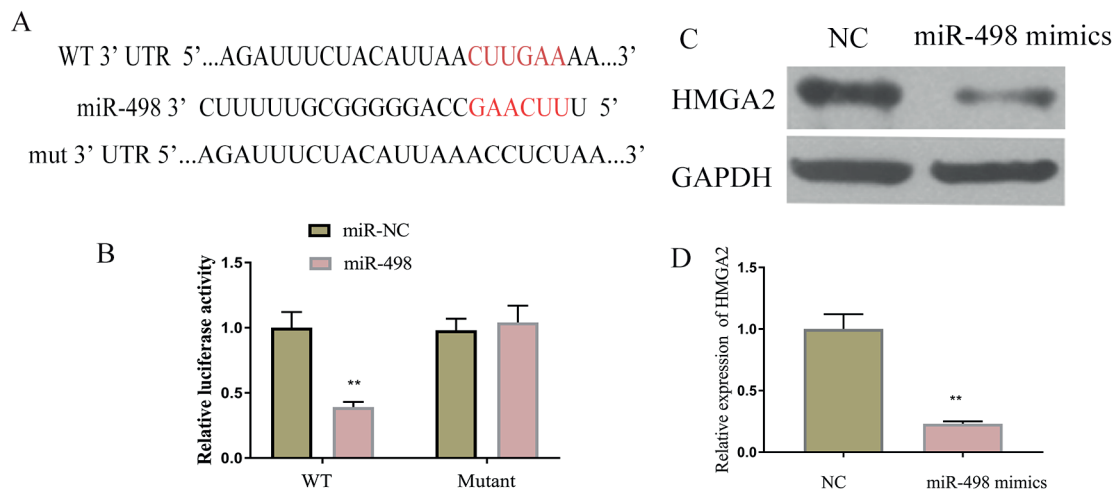 A
WT 3’ UTR 5’...AGAUUUCUACAUUAACUUGAAAA...3’
miR-498 3’ CUUUUUGCGGGGGACCGAACUUU 5’
mut 3’ UTR 5’...AGAUUUCUACAUUAAACCUCUAA...3’
B
miR-NC
miR-498
Relative luciferase activity
1.5
1.0
0.5
0.0
**
WT
Mutant
C
NC
miR-498 mimics
HMGA2
GAPDH
D
Relative expression of HMGA2
1.5
1.0
0.5
0.0
**
NC
miR-498 mimics